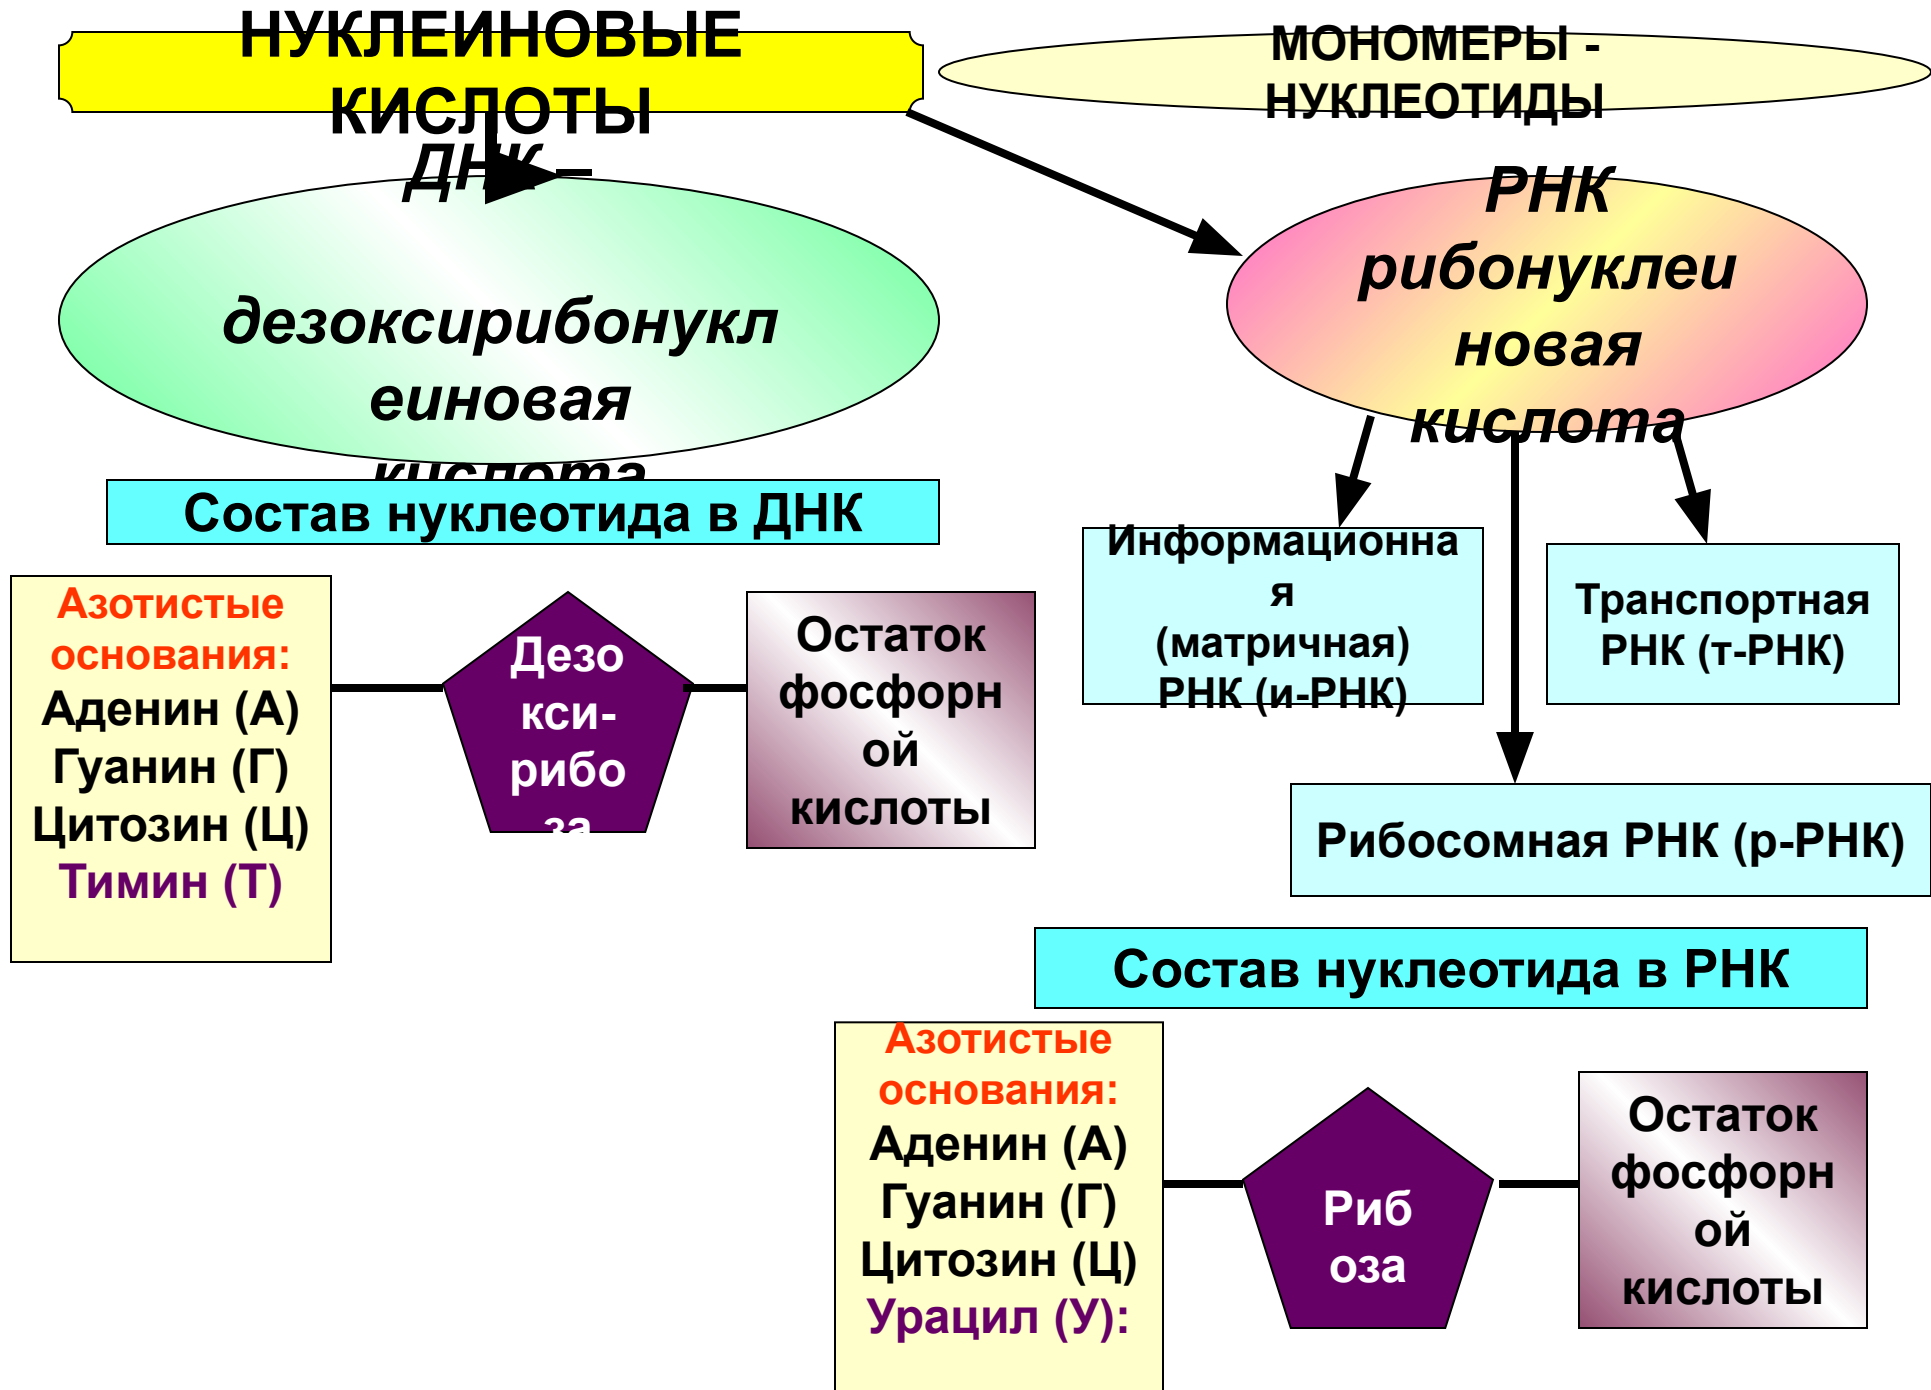 НУКЛЕИНОВЫЕ
КИСЛОТЫ
МОНОМЕРЫ -
НУКЛЕОТИДЫ
ДНК –
дезоксирибонукл
еиновая
кислота
РНК
рибонуклеи
новая
кислота
Состав нуклеотида в ДНК
Азотистые
основания:
Аденин (А)
Гуанин (Г)
Цитозин (Ц)
Тимин (Т)
Дезо
кси-
рибо
за
Остаток
фосфорн
ой
кислоты
Информационна
я
(матричная)
РНК (и-РНК)
Транспортная
РНК (т-РНК)
Рибосомная РНК (р-РНК)
Состав нуклеотида в РНК
Азотистые
основания:
Аденин (А)
Гуанин (Г)
Цитозин (Ц)
Урацил (У):
Риб
оза
Остаток
фосфорн
ой
кислоты